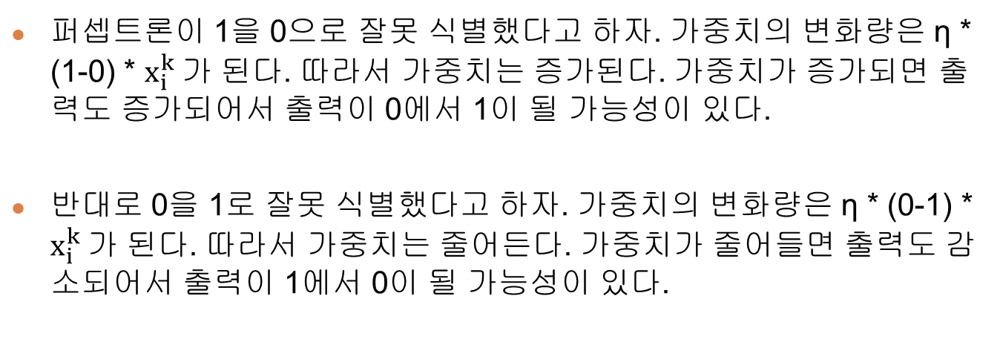 • 퍼셉트론이 1을 0으로 잘못 식별했다고 하자. 가중치의 변화량은 η *
(1-0) * xᵢᵏ 가 된다. 따라서 가중치는 증가된다. 가중치가 증가되면 출
력도 증가되어서 출력이 0에서 1이 될 가능성이 있다.
• 반대로 0을 1로 잘못 식별했다고 하자. 가중치의 변화량은 η * (0-1) *
xᵢᵏ 가 된다. 따라서 가중치는 줄어든다. 가중치가 줄어들면 출력도 감
소되어서 출력이 1에서 0이 될 가능성이 있다.